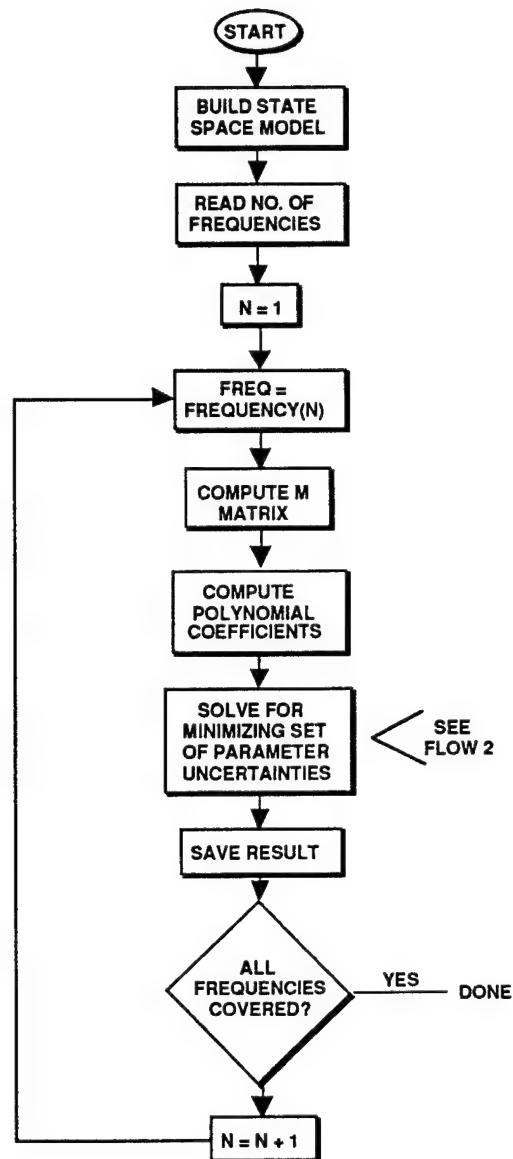 START
BUILD STATE
SPACE MODEL
READ NO. OF
FREQUENCIES
N = 1
FREQ =
FREQUENCY(N)
COMPUTE M
MATRIX
COMPUTE
POLYNOMIAL
COEFFICIENTS
SOLVE FOR
MINIMIZING SET
OF PARAMETER
UNCERTAINTIES
SEE
FLOW 2
SAVE RESULT
ALL
FREQUENCIES
COVERED?
YES
DONE
N = N + 1